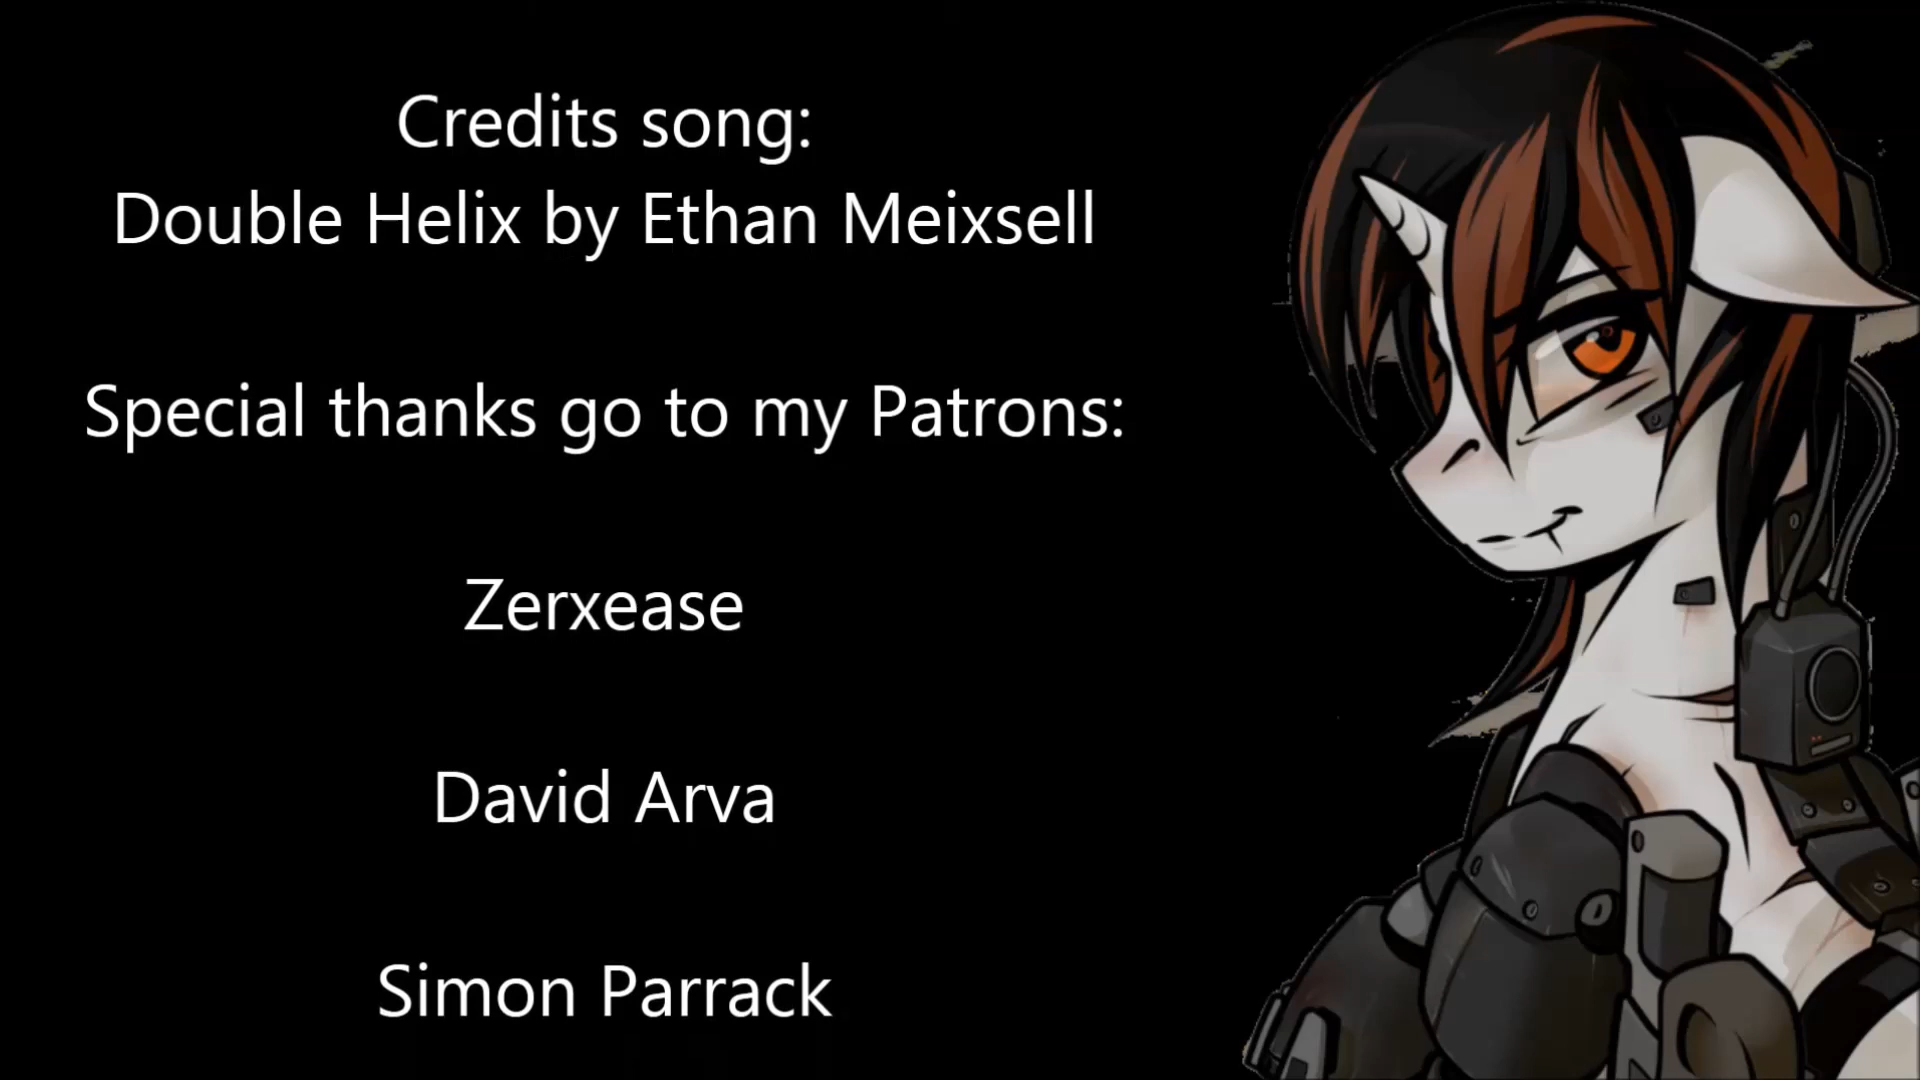 Credits song:
Double Helix by Ethan Meixsell
Special thanks go to my Patrons:
Zerxease
David Arva
Simon Parrack